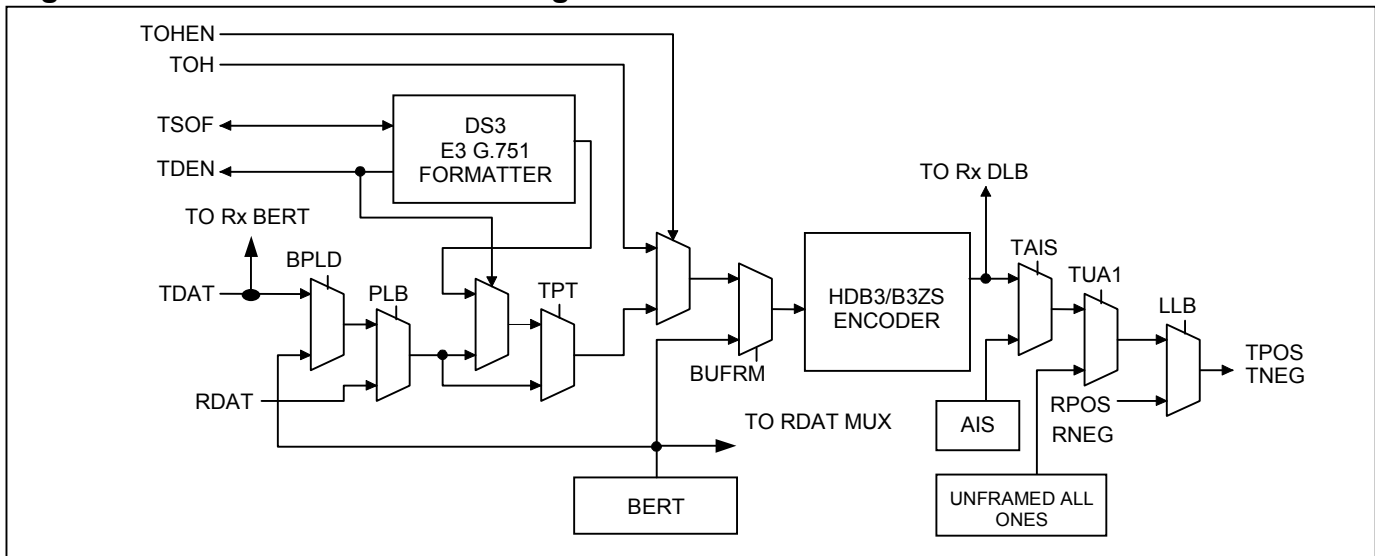 TOHEN
TOH
TSOF
DS3
E3 G.751
FORMATTER
TDEN
TO Rx BERT
TO Rx DLB
BPLD
TDAT
PLB
TPT
HDB3/B3ZS
ENCODER
TAIS
TUA1
LLB
BUFRM
TPOS
TNEG
RDAT
TO RDAT MUX
AIS
RPOS
RNEG
BERT
UNFRAMED ALL
ONES